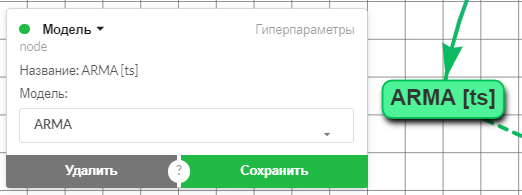 Модель
Гиперпараметры
node
Название: ARMA [ts]
Модель:
ARMA
Удалить
?
Сохранить
ARMA [ts]